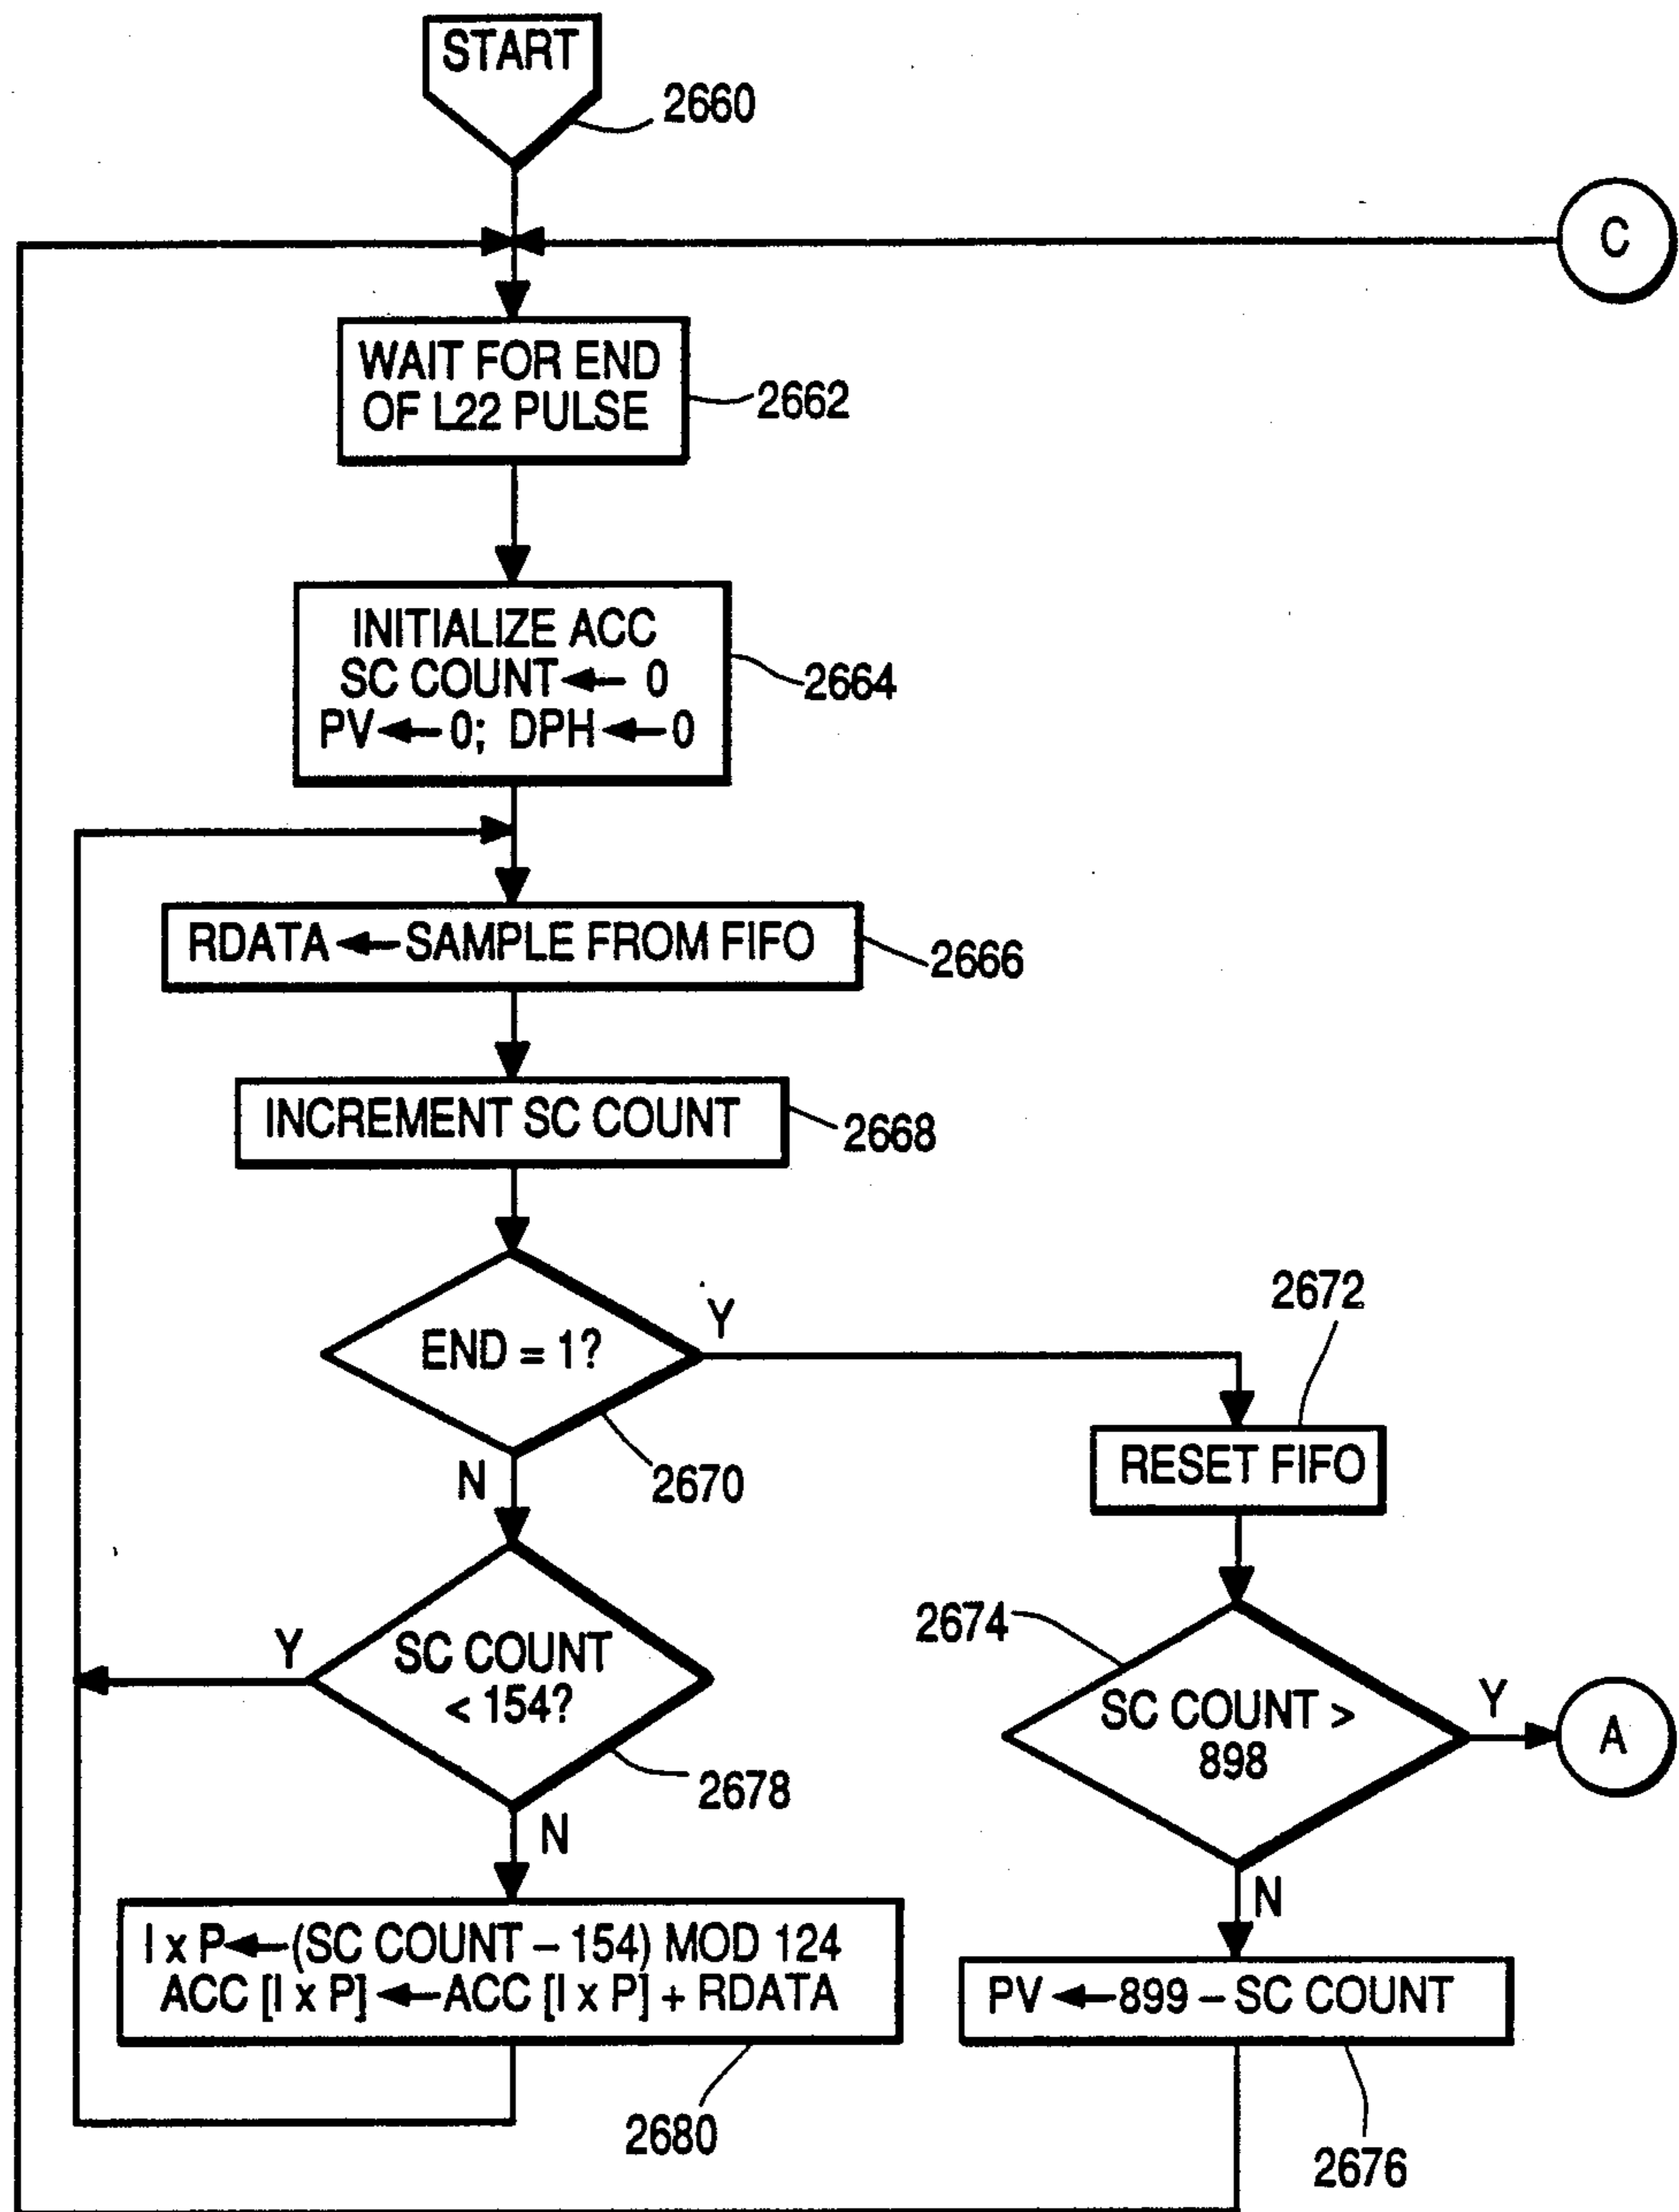 START
2660
C
WAIT FOR END
OF L22 PULSE
2662
INITIALIZE ACC
SC COUNT ← 0
PV ← 0; DPH ← 0
2664
RDATA ← SAMPLE FROM FIFO
2666
INCREMENT SC COUNT
2668
END = 1?
Y
N
2670
2672
RESET FIFO
SC COUNT
< 154?
Y
N
2678
2674
SC COUNT >
898
Y
A
N
I x P ← (SC COUNT – 154) MOD 124
ACC [I x P] ← ACC [I x P] + RDATA
2680
PV ← 899 – SC COUNT
2676